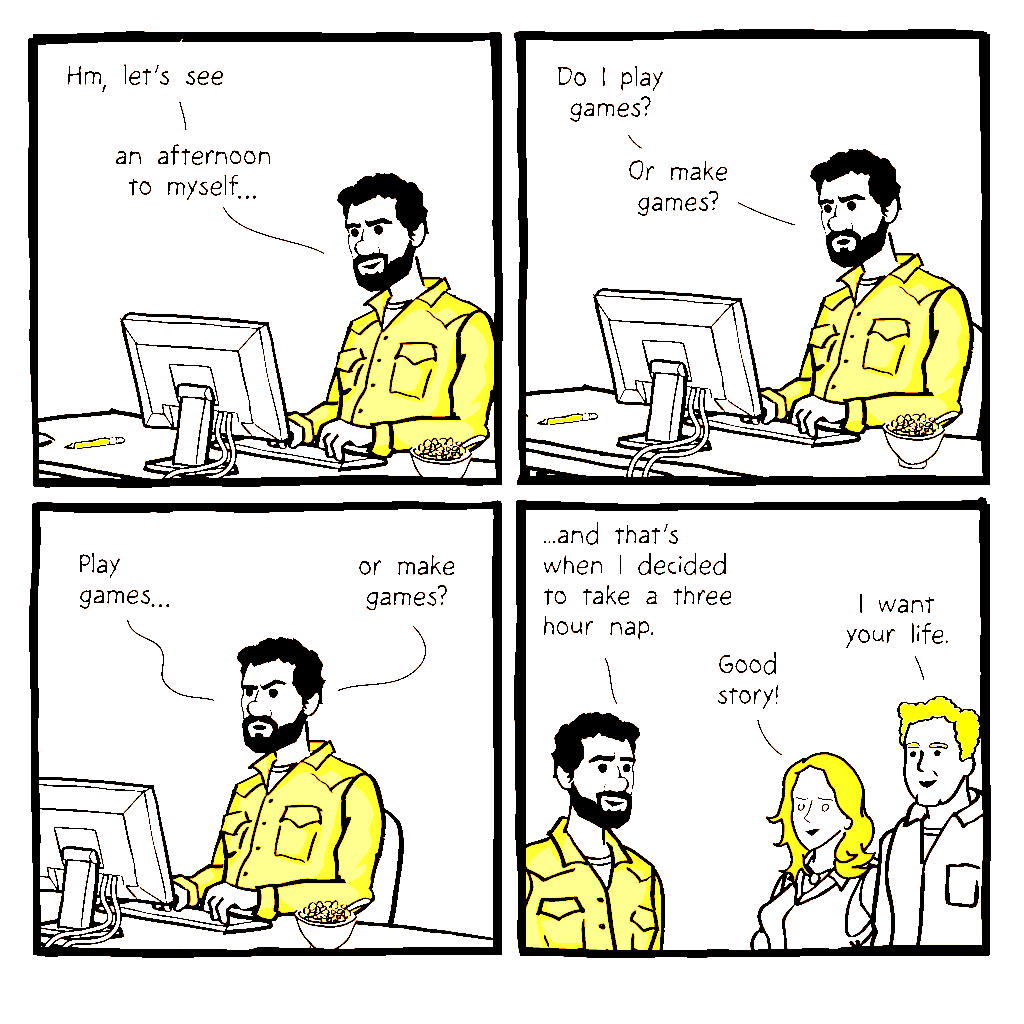 Hm, let's see
an afternoon
to myself...
Do I play
games?
Or make
games?
Play
games...
or make
games?
...and that's
when I decided
to take a three
hour nap.
Good
story!
I want
your life.